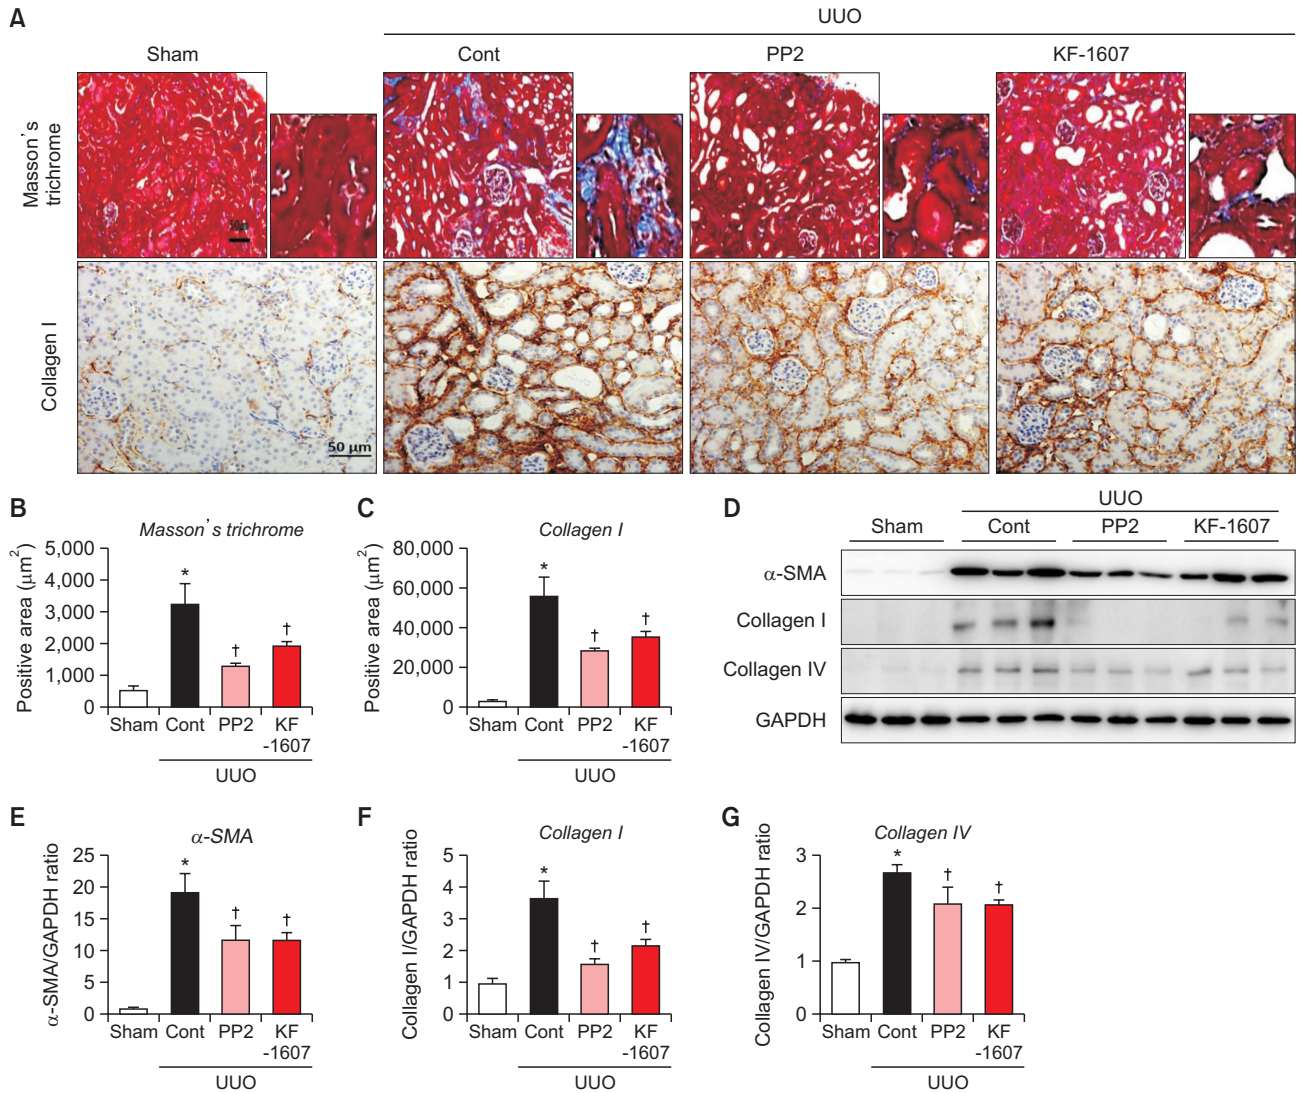 A
UUO
Sham
Cont
PP2
KF-1607
Masson's
trichrome
Collagen I
50 μm
B
Masson's trichrome
Positive area (μm²)
5,000
4,000
3,000
2,000
1,000
0
*
†
†
Sham
Cont
PP2
KF
-1607
UUO
C
Collagen I
Positive area (μm²)
80,000
60,000
40,000
20,000
0
*
†
†
Sham
Cont
PP2
KF
-1607
UUO
D
UUO
Sham
Cont
PP2
KF-1607
α-SMA
Collagen I
Collagen IV
GAPDH
E
α-SMA
α-SMA/GAPDH ratio
25
20
15
10
5
0
*
†
†
Sham
Cont
PP2
KF
-1607
UUO
F
Collagen I
Collagen I/GAPDH ratio
5
4
3
2
1
0
*
†
†
Sham
Cont
PP2
KF
-1607
UUO
G
Collagen IV
Collagen IV/GAPDH ratio
3
2
1
0
*
†
†
Sham
Cont
PP2
KF
-1607
UUO